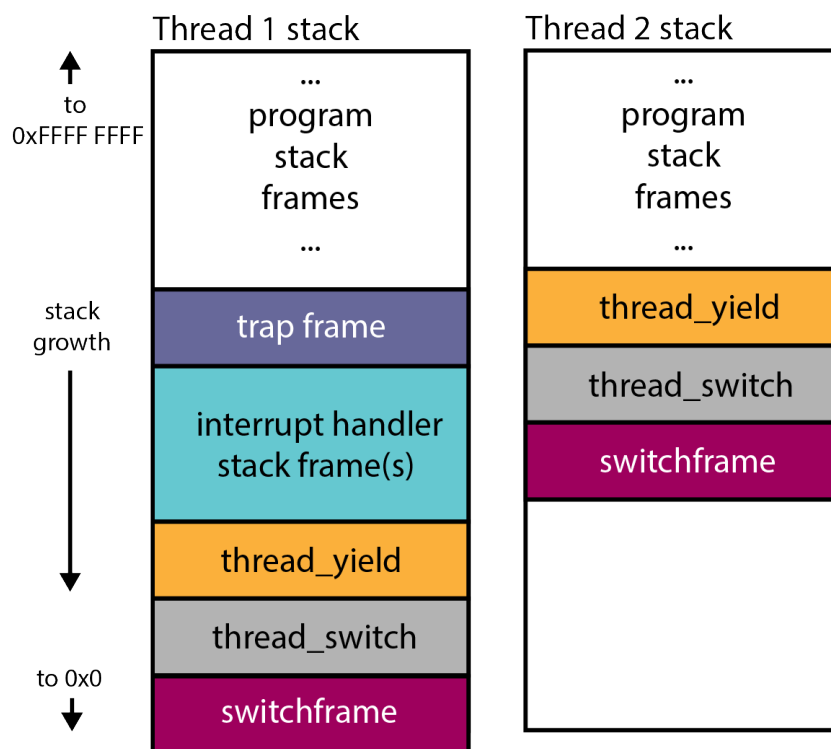 Thread 1 stack
to
0xFFFF FFFF
stack
growth
to 0x0
...
program
stack
frames
...
trap frame
interrupt handler
stack frame(s)
thread_yield
thread_switch
switchframe
Thread 2 stack
...
program
stack
frames
...
thread_yield
thread_switch
switchframe